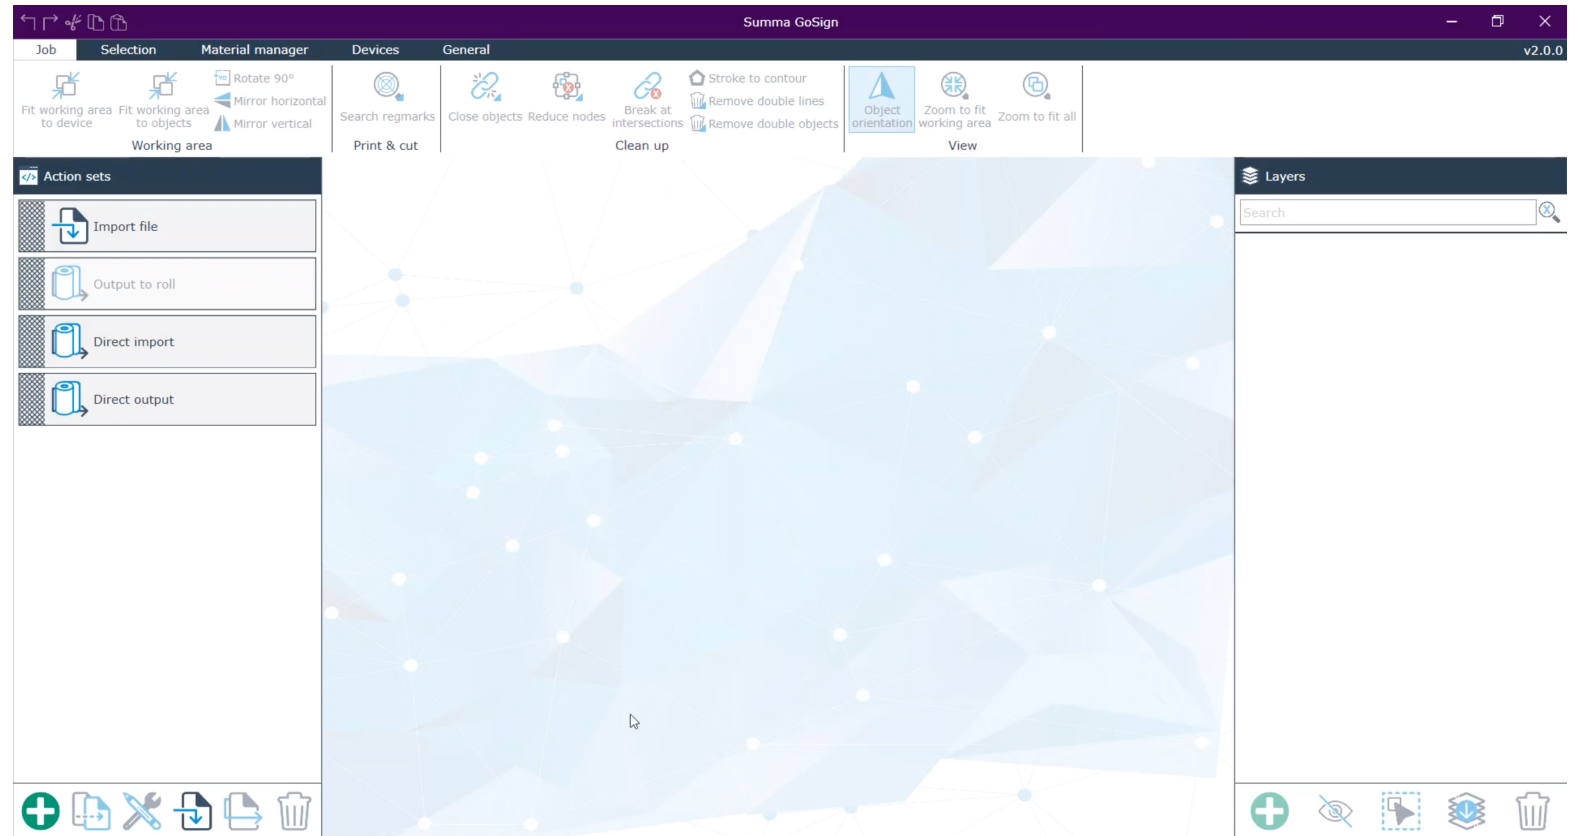 Summa GoSign
Job Selection Material manager Devices General v2.0.0
Fit working area
to device
Fit working area
to objects
Rotate 90°
Mirror horizontal
Mirror vertical
Working area
Search regmarks
Print & cut
Close objects
Reduce nodes
Break at
intersections
Stroke to contour
Remove double lines
Remove double objects
Clean up
Object
orientation
Zoom to fit
working area
Zoom to fit all
View
Action sets
Import file
Output to roll
Direct import
Direct output
Layers
Search